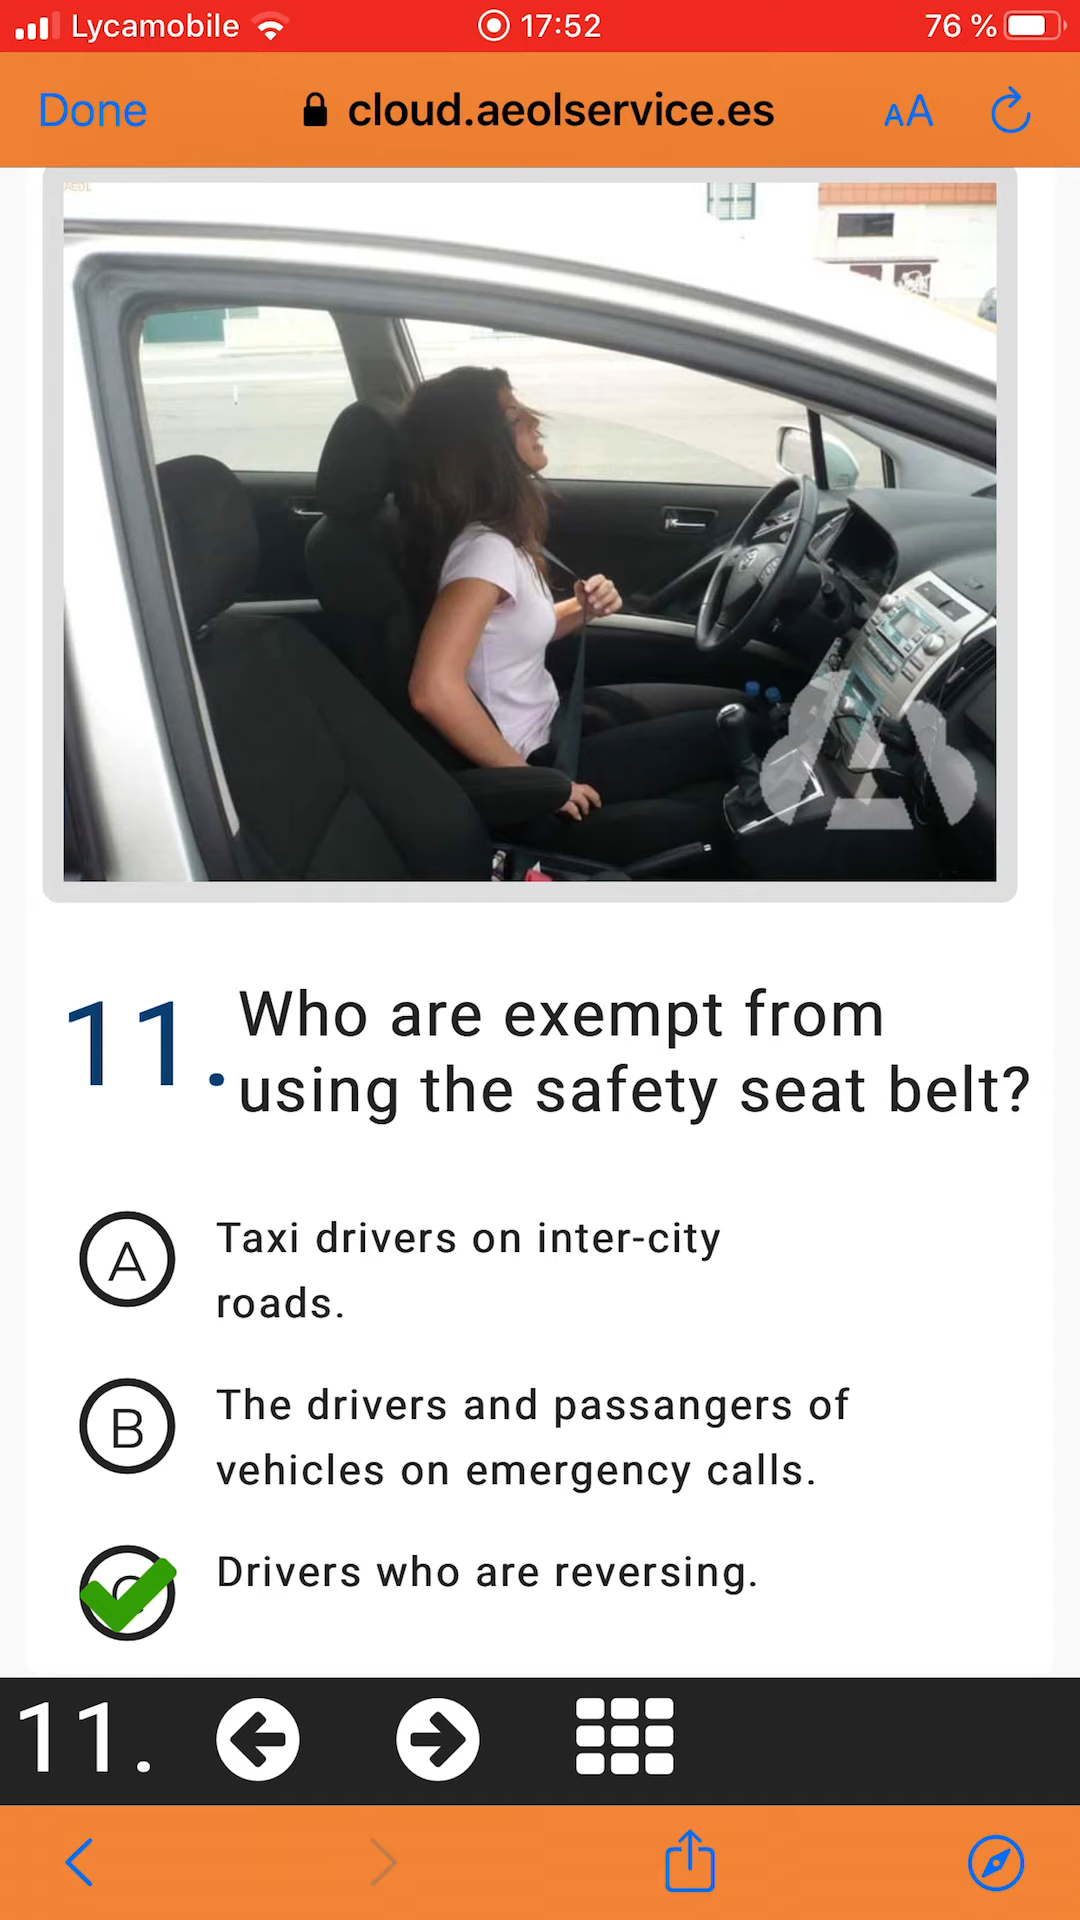 Lycamobile
17:52
76 %
Done
cloud.aeolservice.es
AA
AEOL
11.
Who are exempt from
using the safety seat belt?
A
Taxi drivers on inter-city
roads.
B
The drivers and passangers of
vehicles on emergency calls.
Drivers who are reversing.
11.